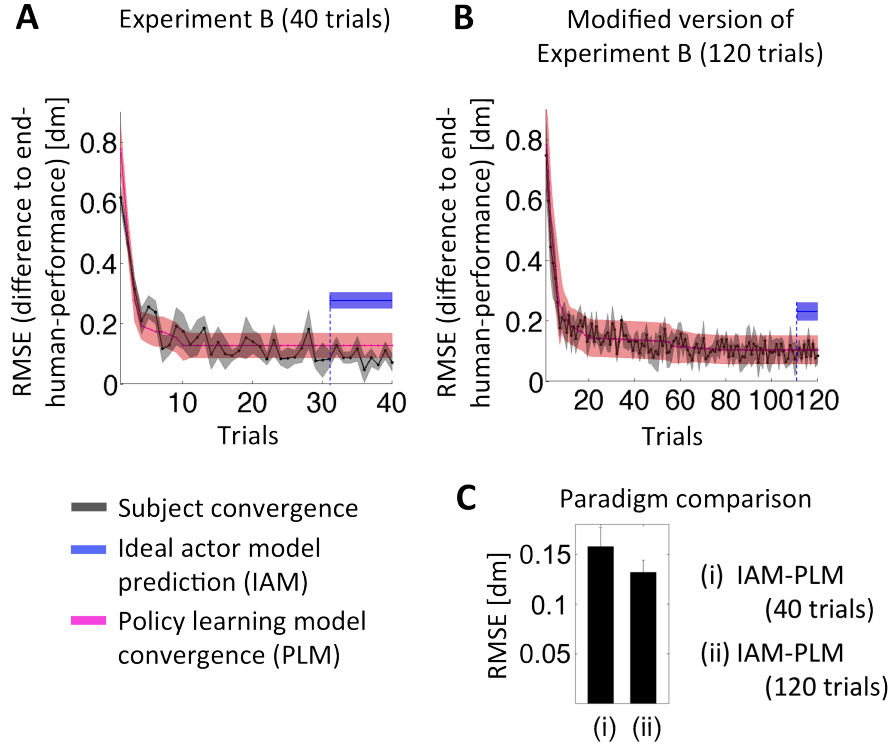 A
Experiment B (40 trials)
RMSE (difference to end-
human-performance) [dm]
0.8
0.6
0.4
0.2
0
10
20
30
40
Trials
B
Modified version of
Experiment B (120 trials)
RMSE (difference to end-
human-performance) [dm]
0.8
0.6
0.4
0.2
0
20
40
60
80
100
120
Trials
Subject convergence
Ideal actor model
prediction (IAM)
Policy learning model
convergence (PLM)
C
Paradigm comparison
RMSE [dm]
0.15
0.1
0.05
(i)
(ii)
(i) IAM-PLM
(40 trials)
(ii) IAM-PLM
(120 trials)